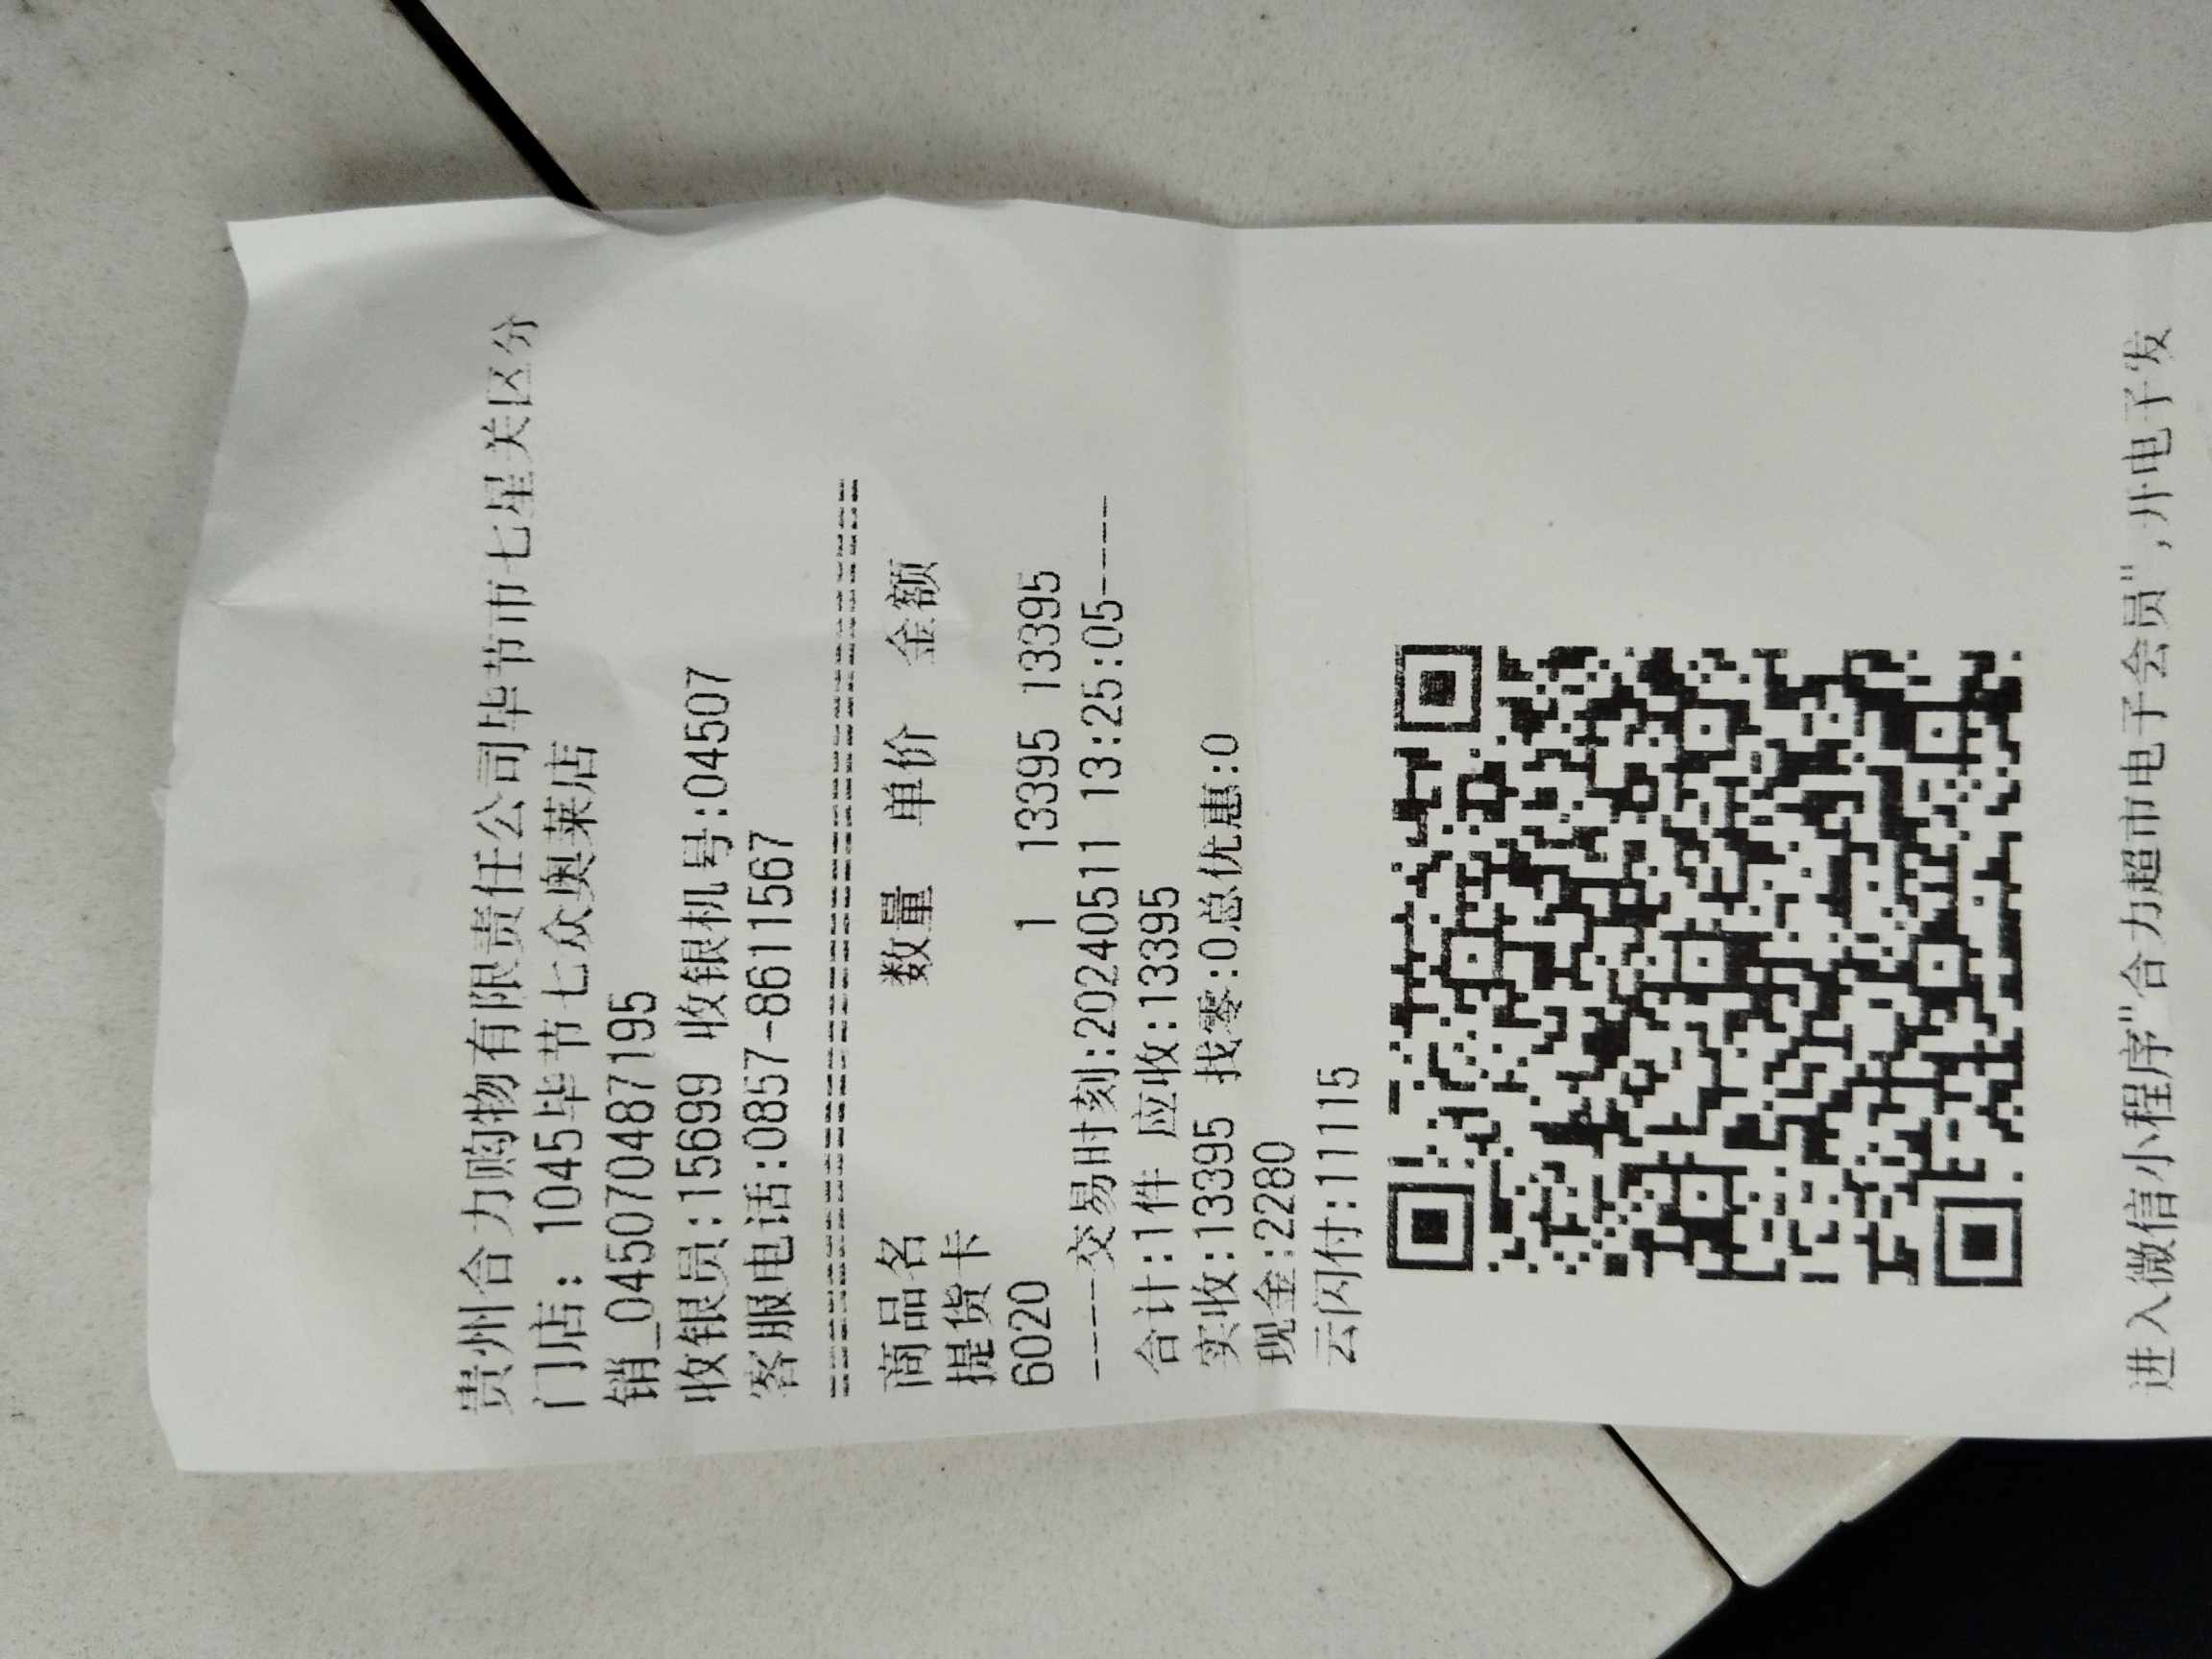 贵州合力购物有限责任公司毕节市七星关区分
门店: 1045毕节七众奥莱店
销_045070487195
收银员:15699 收银机号:04507
客服电话:0857-8611567
==================================
商品名 数量 单价 金额
提货卡
6020 1 13395 13395
----交易时刻:20240511 13:25:05----
合计:1件 应收:13395
实收:13395 找零:0总优惠:0
现金:2280
云闪付:11115
进入微信小程序"合力超市电子会员",开电子发